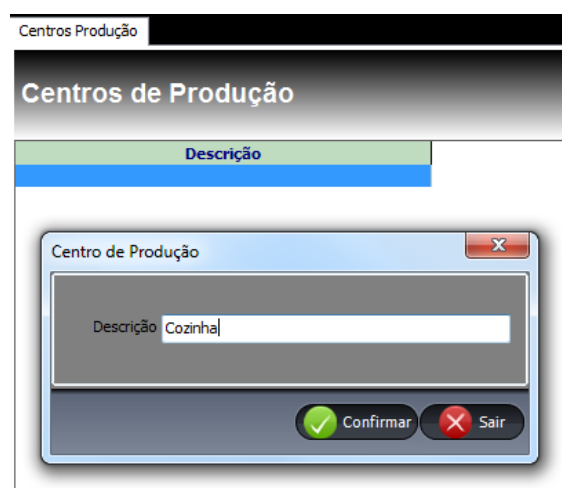 Centros Produção
Centros de Produção
Descrição
Centro de Produção
Descrição Cozinha
Confirmar Sair